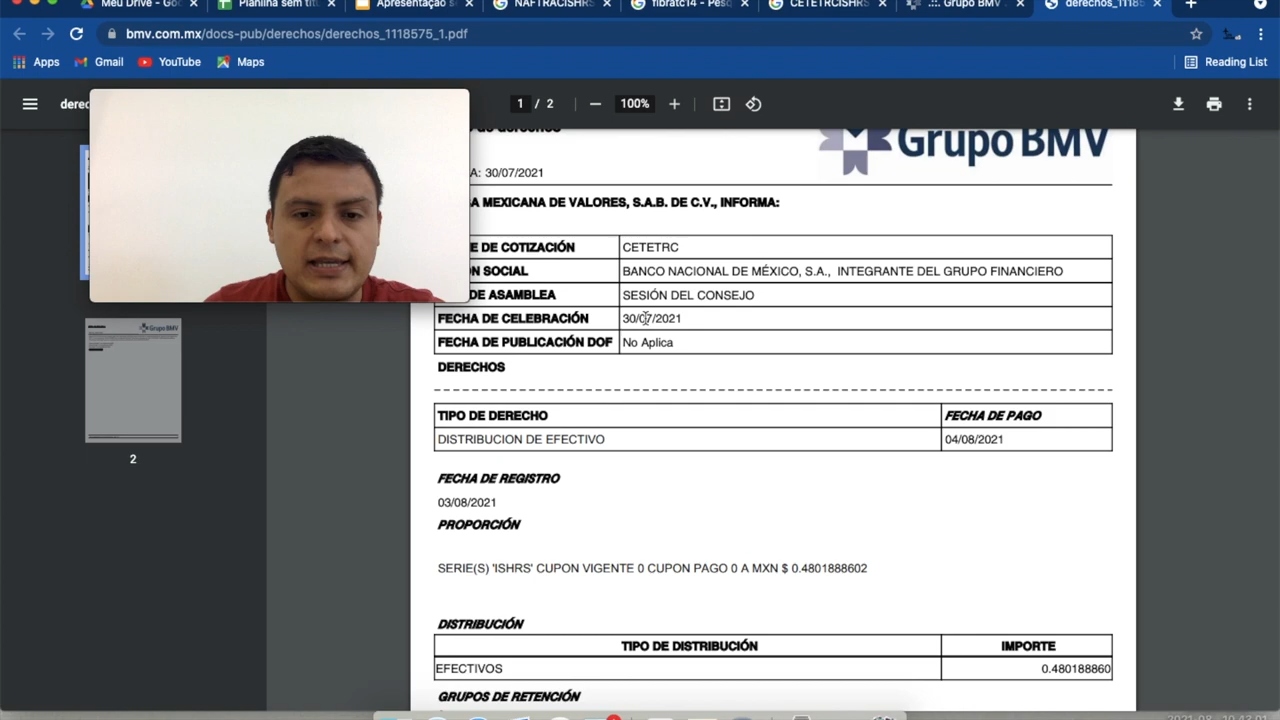 Meu Drive - Goo
Planilha sem títu
Apresentação s
NAFTRACISHRS
fibratc14 - Pesq
CETETRCISHRS
.::. Grupo BMV
derechos_1118
bmv.com.mx/docs-pub/derechos/derechos_1118575_1.pdf
Apps
Gmail
YouTube
Maps
Reading List
derec
1 / 2
100%
Grupo BMV
A: 30/07/2021
A MEXICANA DE VALORES, S.A.B. DE C.V., INFORMA:
E DE COTIZACIÓN CETETRC
N SOCIAL BANCO NACIONAL DE MÉXICO, S.A., INTEGRANTE DEL GRUPO FINANCIERO
DE ASAMBLEA SESIÓN DEL CONSEJO
FECHA DE CELEBRACIÓN 30/07/2021
FECHA DE PUBLICACIÓN DOF No Aplica
DERECHOS
TIPO DE DERECHO FECHA DE PAGO
DISTRIBUCION DE EFECTIVO 04/08/2021
FECHA DE REGISTRO
03/08/2021
PROPORCIÓN
SERIE(S) 'ISHRS' CUPON VIGENTE 0 CUPON PAGO 0 A MXN $ 0.4801888602
DISTRIBUCIÓN
TIPO DE DISTRIBUCIÓN IMPORTE
EFECTIVOS 0.480188860
GRUPOS DE RETENCIÓN
Grupo BMV
2